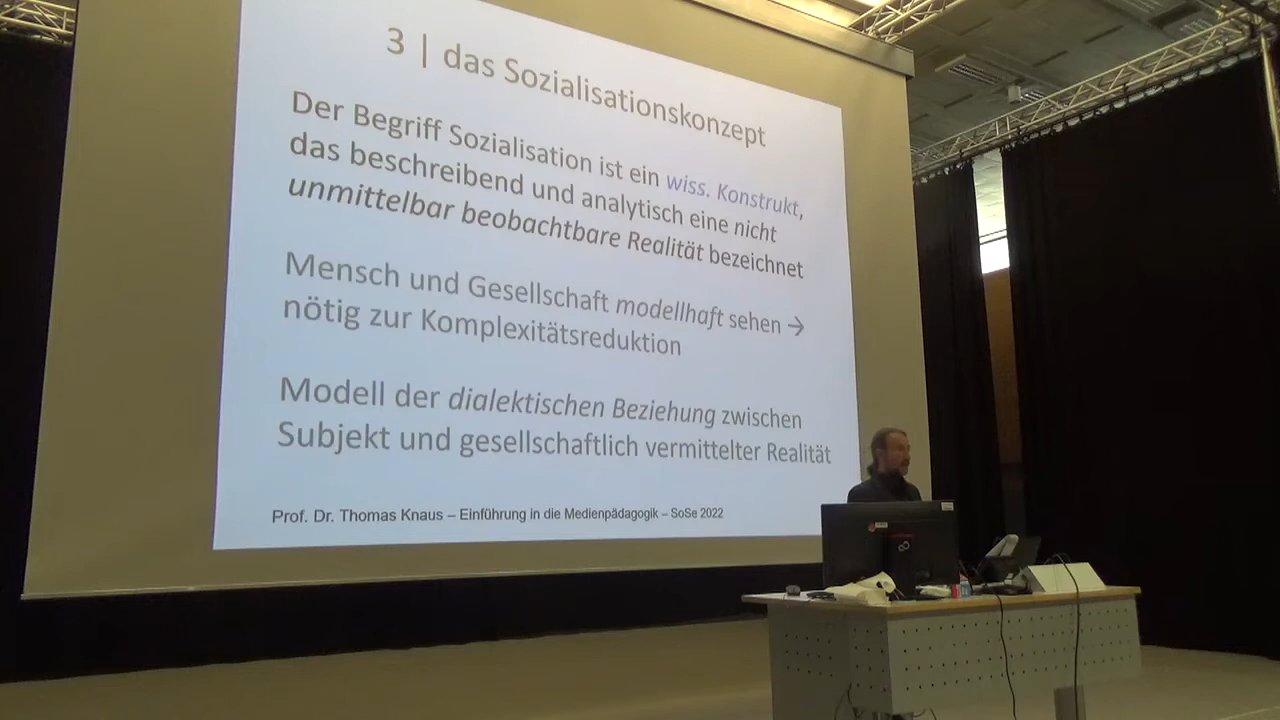 3 | das Sozialisationskonzept
Der Begriff Sozialisation ist ein wiss. Konstrukt,
das beschreibend und analytisch eine nicht
unmittelbar beobachtbare Realität bezeichnet
Mensch und Gesellschaft modellhaft sehen →
nötig zur Komplexitätsreduktion
Modell der dialektischen Beziehung zwischen
Subjekt und gesellschaftlich vermittelter Realität
Prof. Dr. Thomas Knaus – Einführung in die Medienpädagogik – SoSe 2022